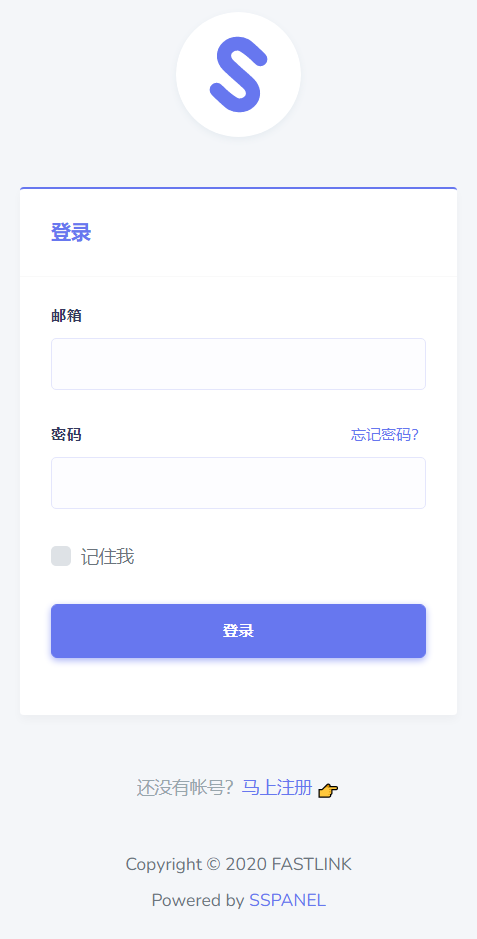 登录
邮箱
密码 忘记密码?
记住我
登录
还没有帐号? 马上注册 👉
Copyright © 2020 FASTLINK
Powered by SSPANEL